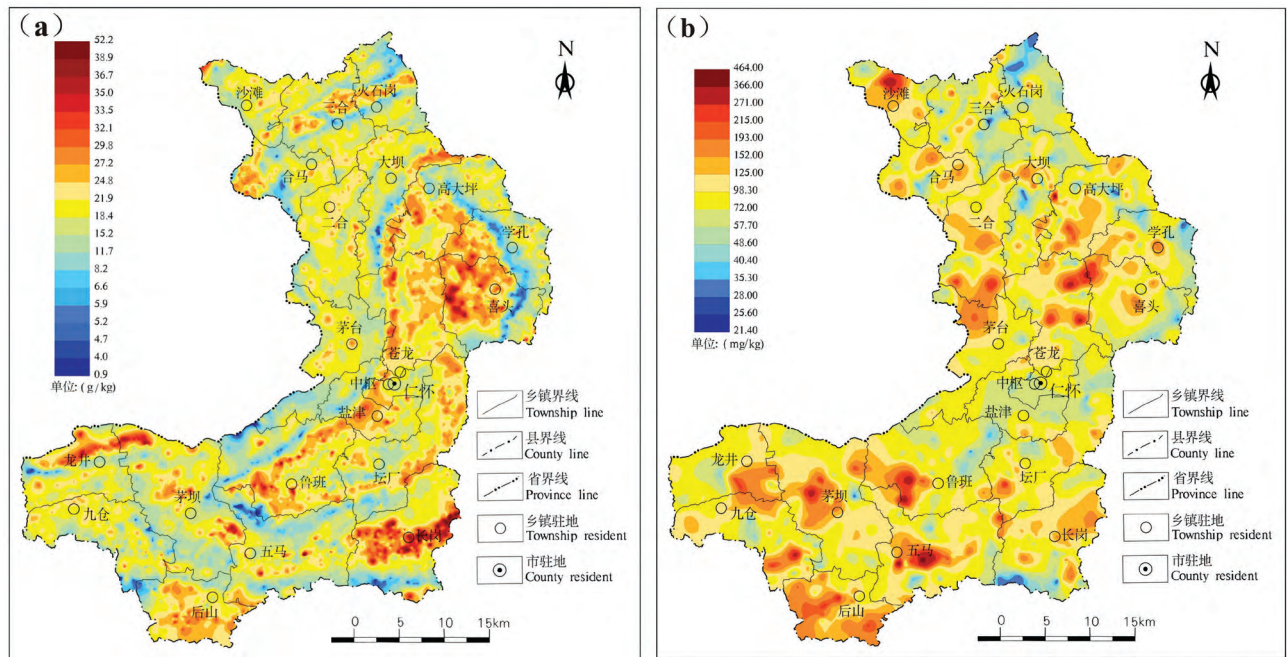 (a)
52.2
38.9
36.7
35.0
33.5
32.1
29.8
27.2
24.8
21.9
18.4
15.2
11.7
8.2
6.6
5.9
5.2
4.7
4.0
0.9
单位: (g/kg)
N
沙滩
火石岗
三合
合马
大坝
高大坪
二合
学孔
喜头
茅台
苍龙
中枢
仁怀
盐津
龙井
鲁班
坛厂
茅坝
九仓
长岗
五马
后山
乡镇界线
Township line
县界线
County line
省界线
Province line
乡镇驻地
Township resident
市驻地
County resident
0 5 10 15km
(b)
464.00
366.00
271.00
215.00
152.00
125.00
98.30
72.00
57.70
48.60
40.40
35.30
28.00
25.60
21.40
单位: (mg/kg)
N
沙滩
火石岗
三合
合马
大坝
高大坪
二合
学孔
喜头
茅台
苍龙
中枢
仁怀
盐津
龙井
鲁班
坛厂
茅坝
九仓
长岗
五马
后山
乡镇界线
Township line
县界线
County line
省界线
Province line
乡镇驻地
Township resident
市驻地
County resident
0 5 10 15km